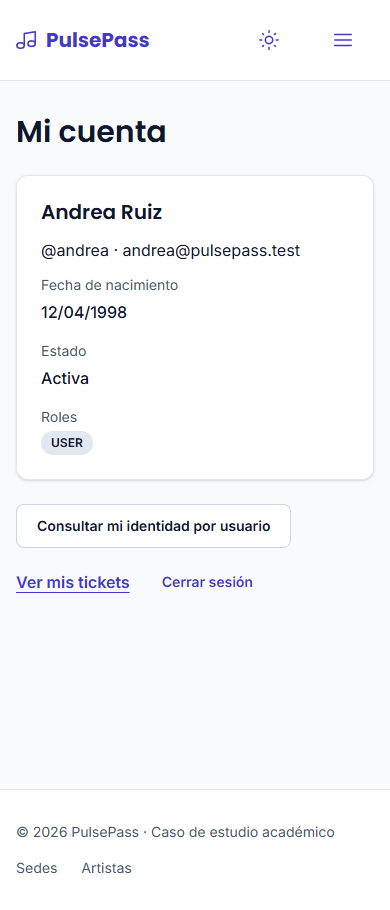 PulsePass
Mi cuenta
Andrea Ruiz
@andrea · andrea@pulsepass.test
Fecha de nacimiento
12/04/1998
Estado
Activa
Roles
USER
Consultar mi identidad por usuario
Ver mis tickets Cerrar sesión
© 2026 PulsePass · Caso de estudio académico
Sedes Artistas